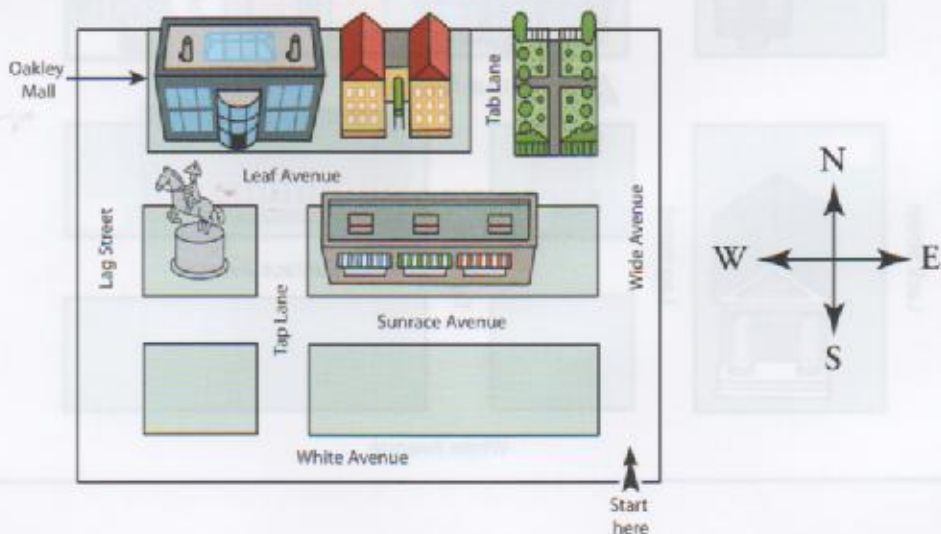 Oakley
Mall
Tab Lane
Leaf Avenue
Lag Street
Wide Avenue
N
W
E
S
Tap Lane
Sunrace Avenue
White Avenue
Start
here